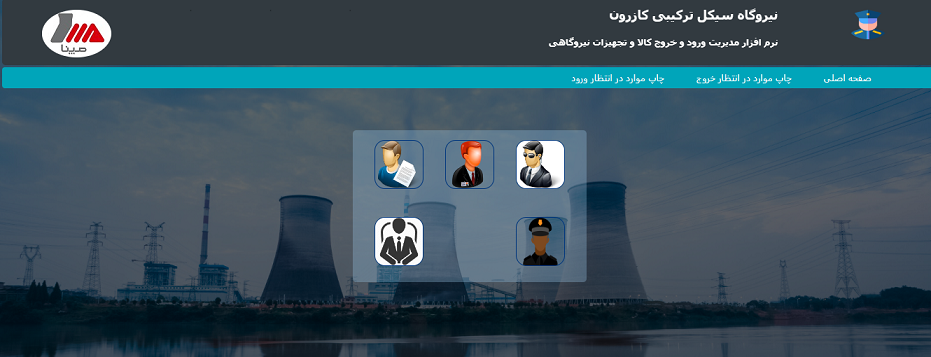 نیروگاه سیکل ترکیبی کازرون
نرم افزار مدیریت ورود و خروج کالا و تجهیزات نیروگاهی
مپنا
صفحه اصلی
چاپ موارد در انتظار خروج
چاپ موارد در انتظار ورود